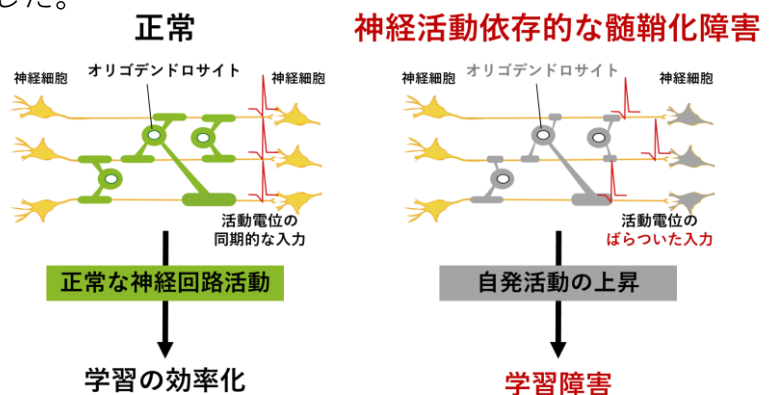 した。
正常
神経活動依存的な髄鞘化障害
神経細胞
オリゴデンドロサイト
神経細胞
神経細胞
オリゴデンドロサイト
神経細胞
活動電位の
同期的な入力
活動電位の
ばらついた入力
正常な神経回路活動
自発活動の上昇
学習の効率化
学習障害